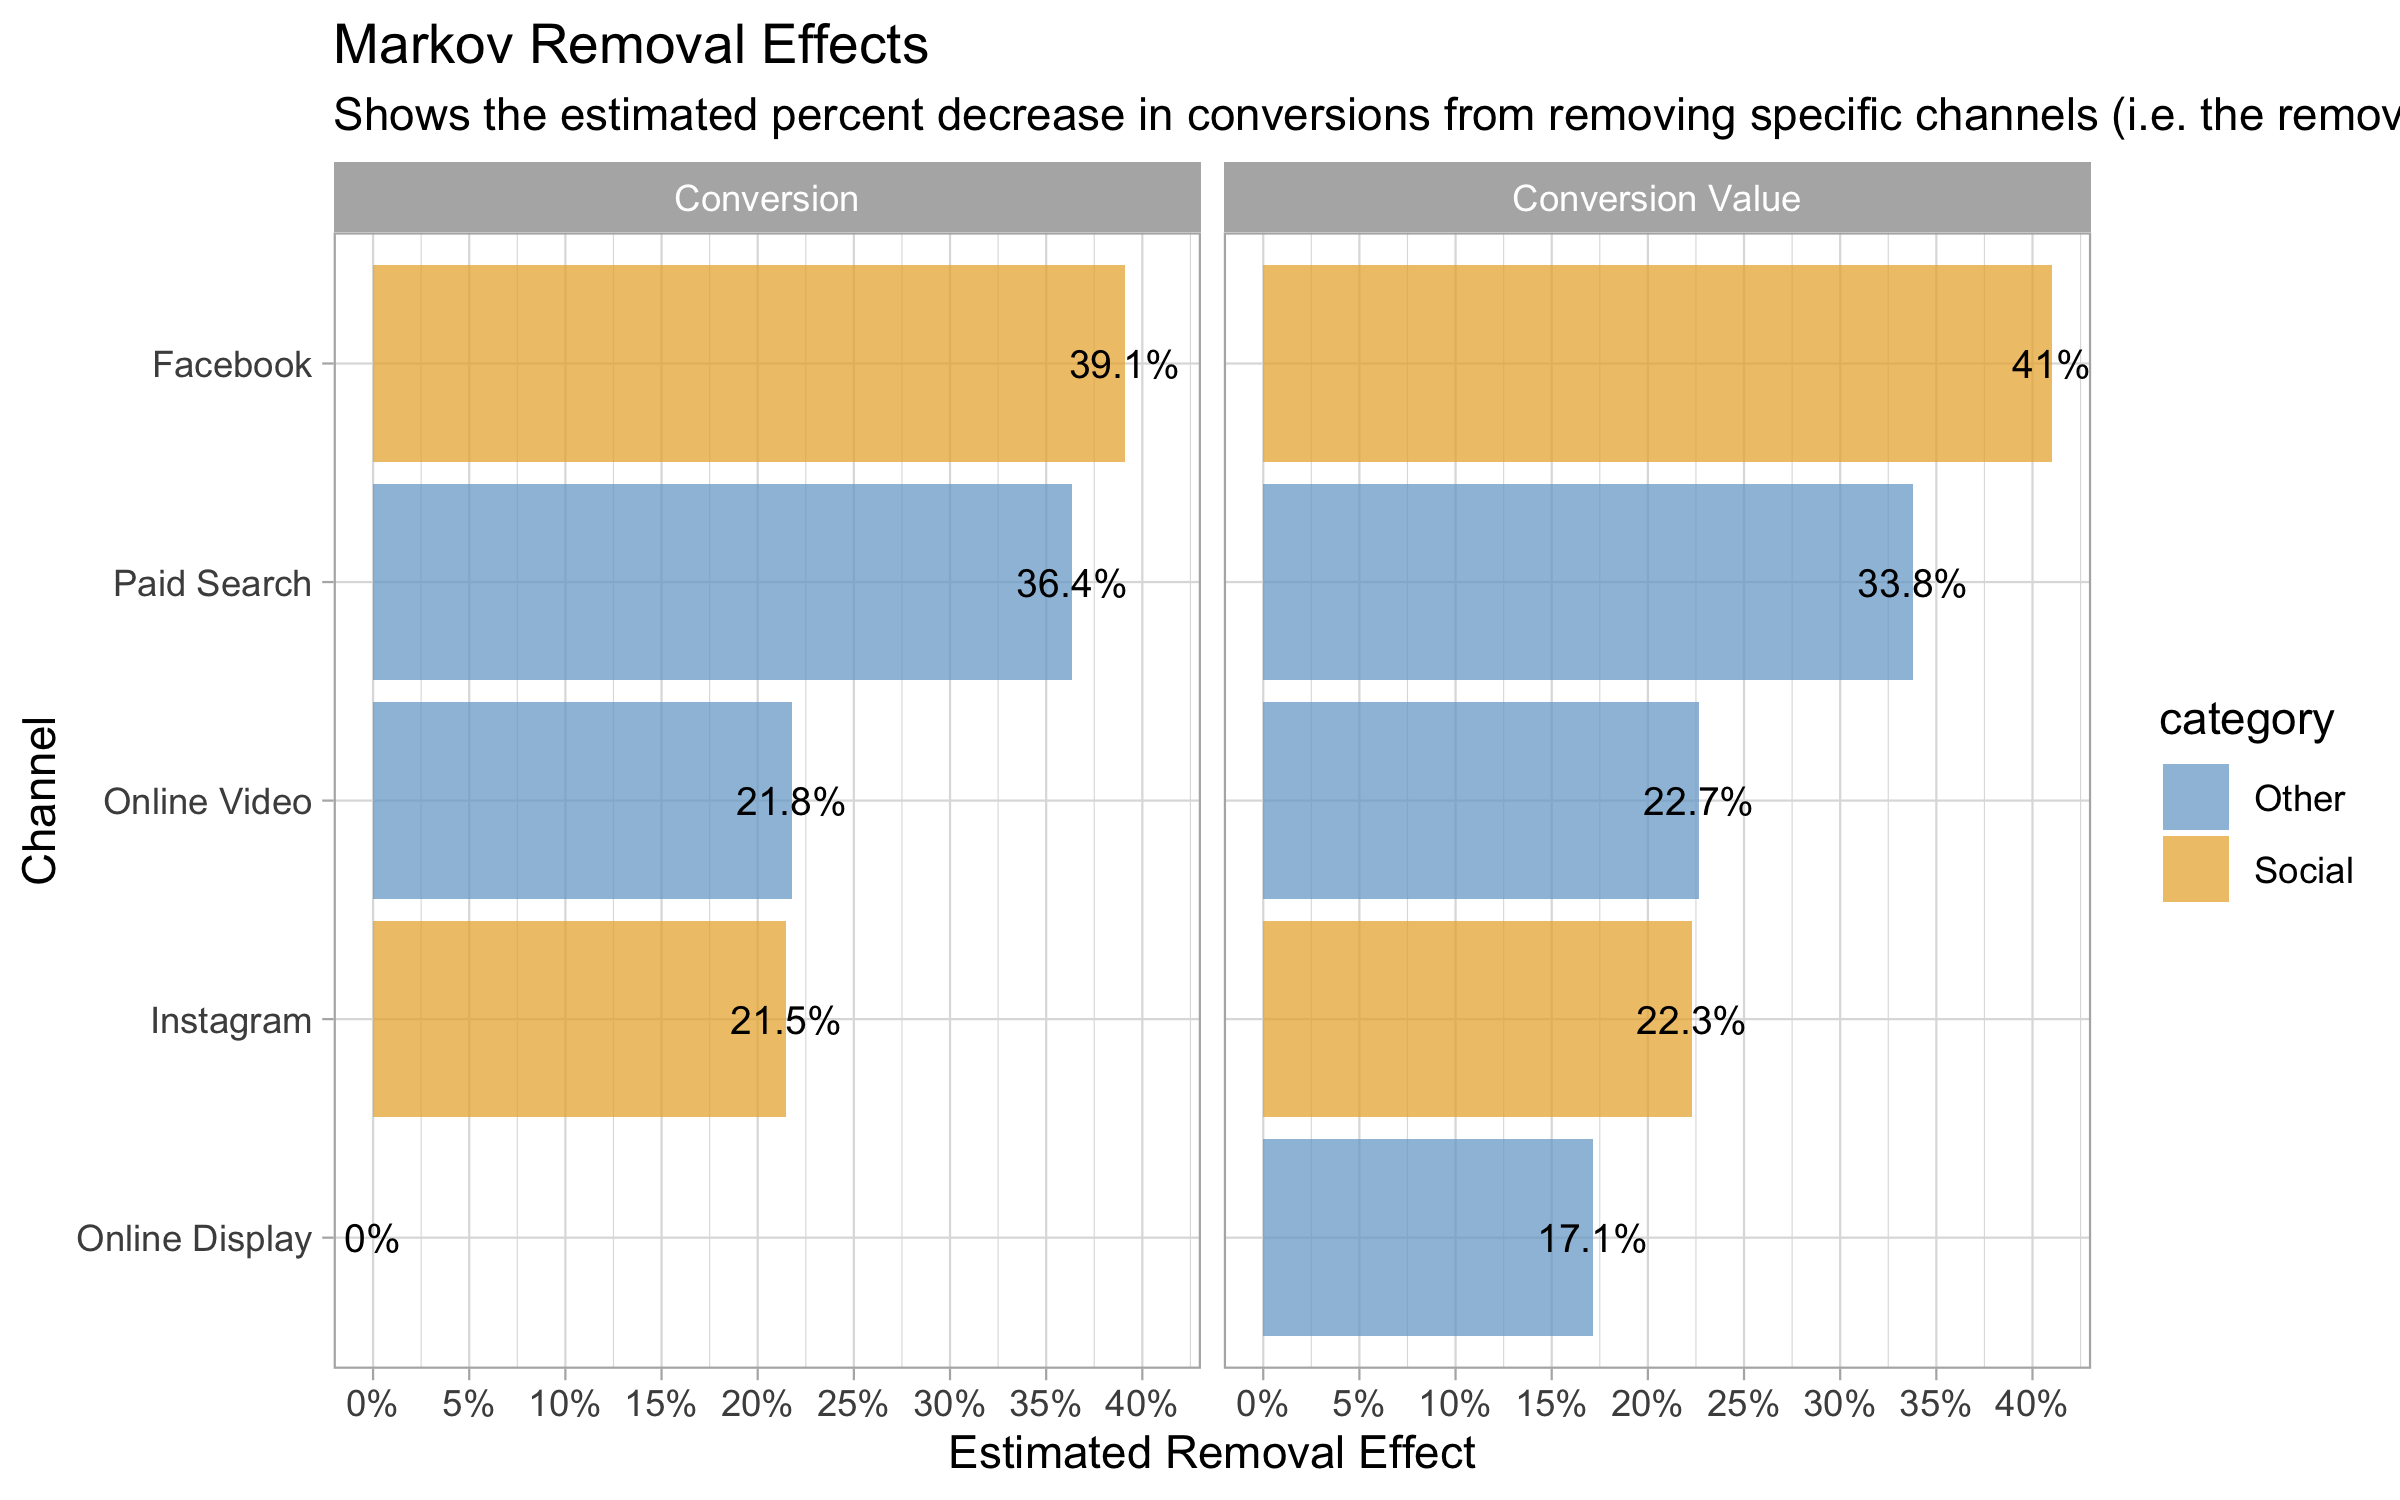 Markov Removal Effects
Shows the estimated percent decrease in conversions from removing specific channels (i.e. the remov
Conversion
Conversion Value
Facebook
39.1%
41%
Paid Search
36.4%
33.8%
Online Video
21.8%
22.7%
Instagram
21.5%
22.3%
Online Display
0%
17.1%
0% 5% 10% 15% 20% 25% 30% 35% 40%
0% 5% 10% 15% 20% 25% 30% 35% 40%
Estimated Removal Effect
Channel
category
Other
Social